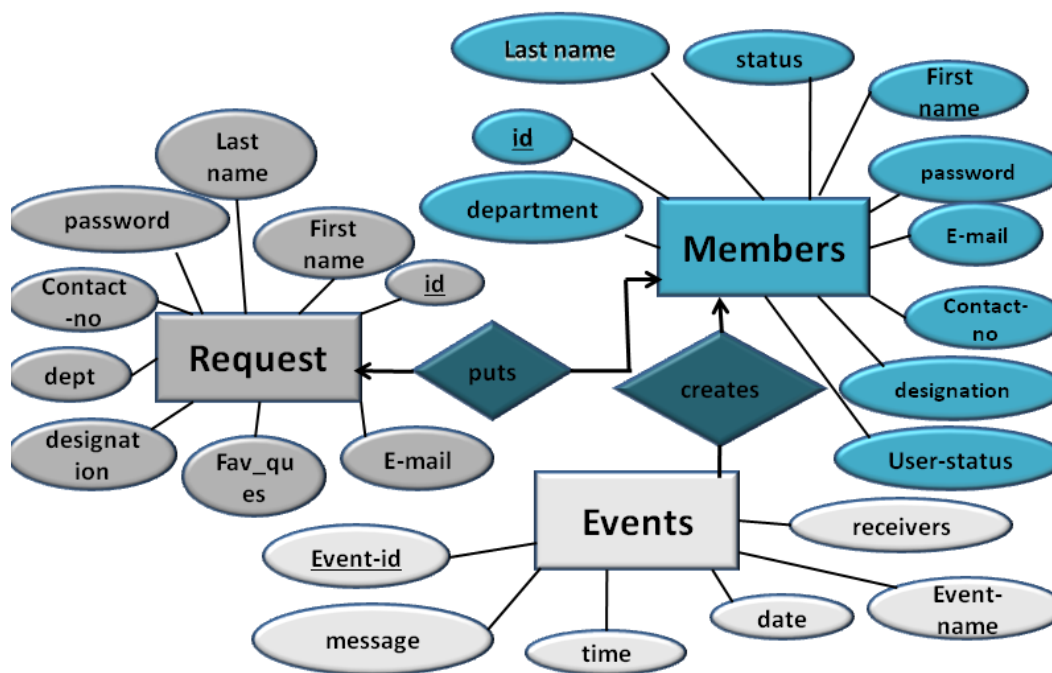 Last name
status
First
name
id
password
department
Members
E-mail
Contact-
no
designation
User-status
Last
name
password
First
name
id
Contact
-no
Request
dept
designat
ion
Fav_qu
es
E-mail
puts
creates
Events
receivers
Event-id
Event-
name
date
message
time